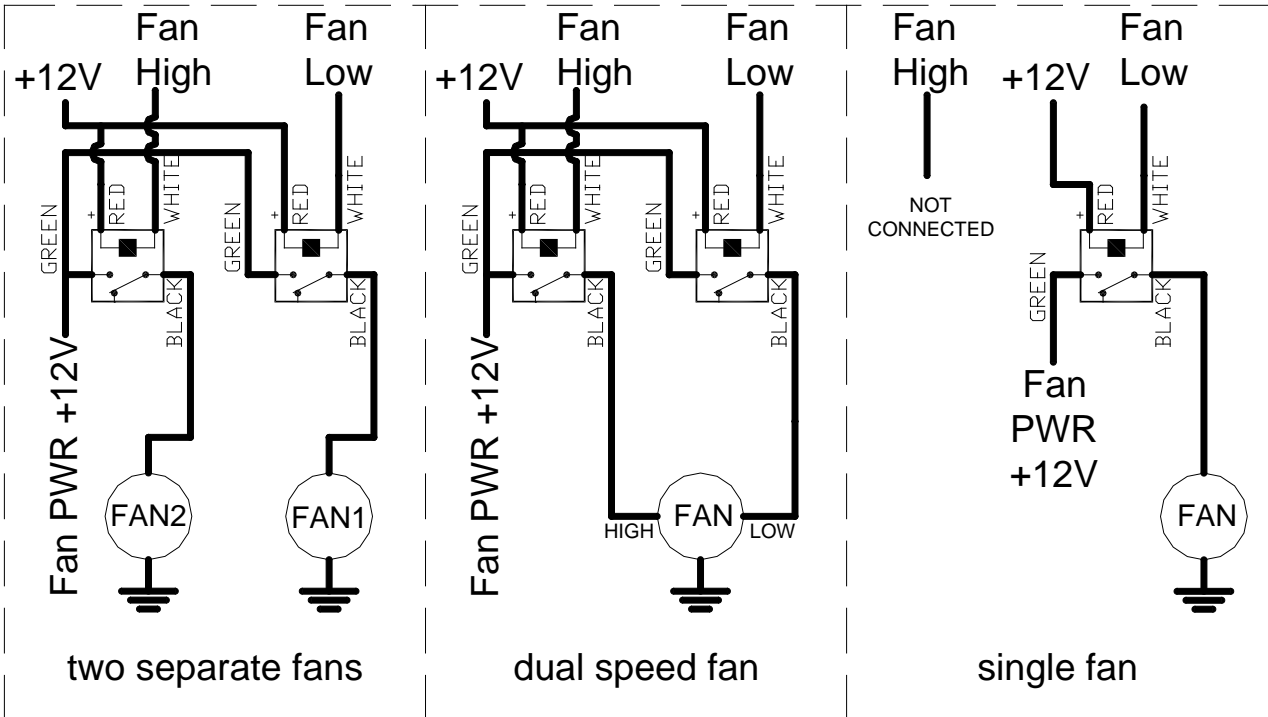 Fan High
Fan Low
+12V
RED
WHITE
GREEN
+
BLACK
RED
WHITE
GREEN
+
BLACK
Fan PWR +12V
FAN2
FAN1
two separate fans
Fan High
Fan Low
+12V
RED
WHITE
GREEN
+
BLACK
RED
WHITE
GREEN
+
BLACK
Fan PWR +12V
HIGH
FAN
LOW
dual speed fan
Fan
High
+12V
Fan
Low
NOT
CONNECTED
+
RED
WHITE
GREEN
BLACK
Fan
PWR
+12V
FAN
single fan